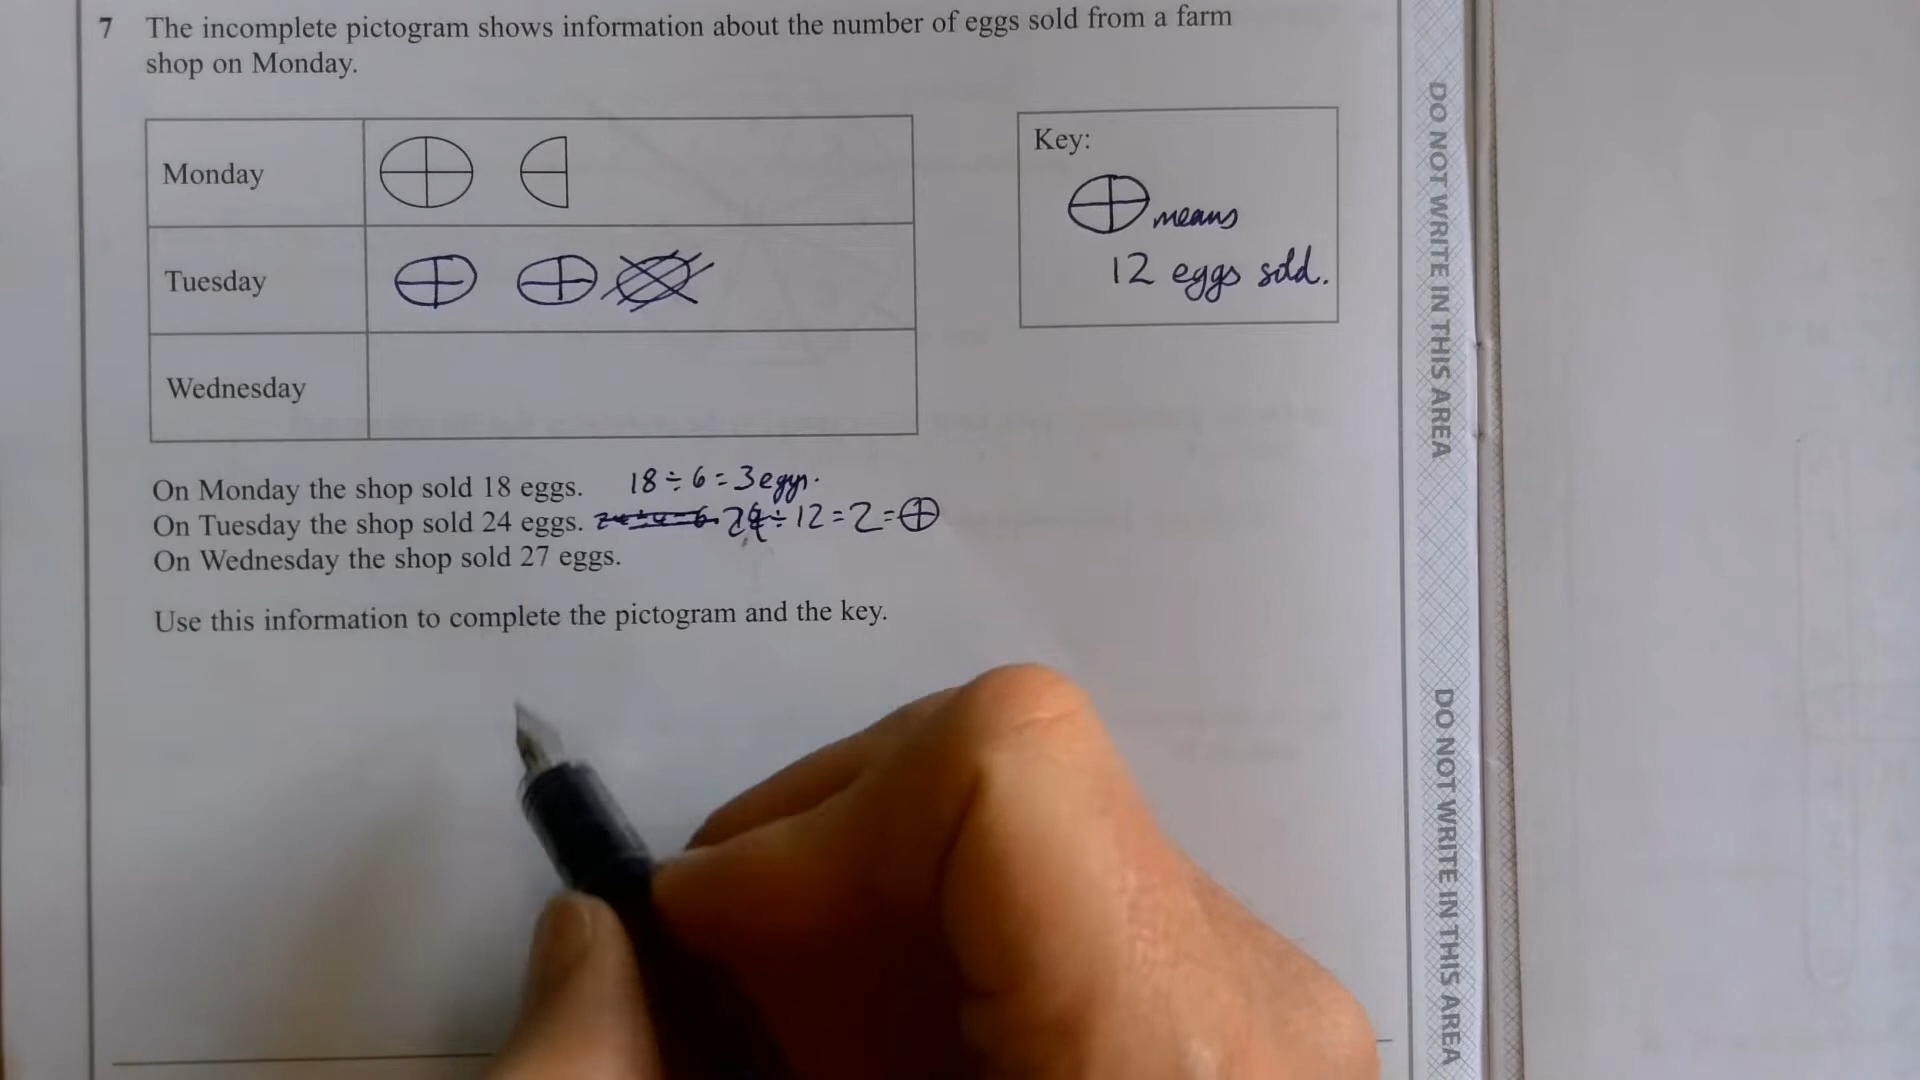 7 The incomplete pictogram shows information about the number of eggs sold from a farm
shop on Monday.
Monday
Tuesday
Wednesday
Key:
means
12 eggs sold.
On Monday the shop sold 18 eggs. 18 ÷ 6 = 3
On Tuesday the shop sold 24 eggs. 24 ÷ 12 = 2 =
On Wednesday the shop sold 27 eggs.
Use this information to complete the pictogram and the key.
DO NOT WRITE IN THIS AREA
DO NOT WRITE IN THIS AREA